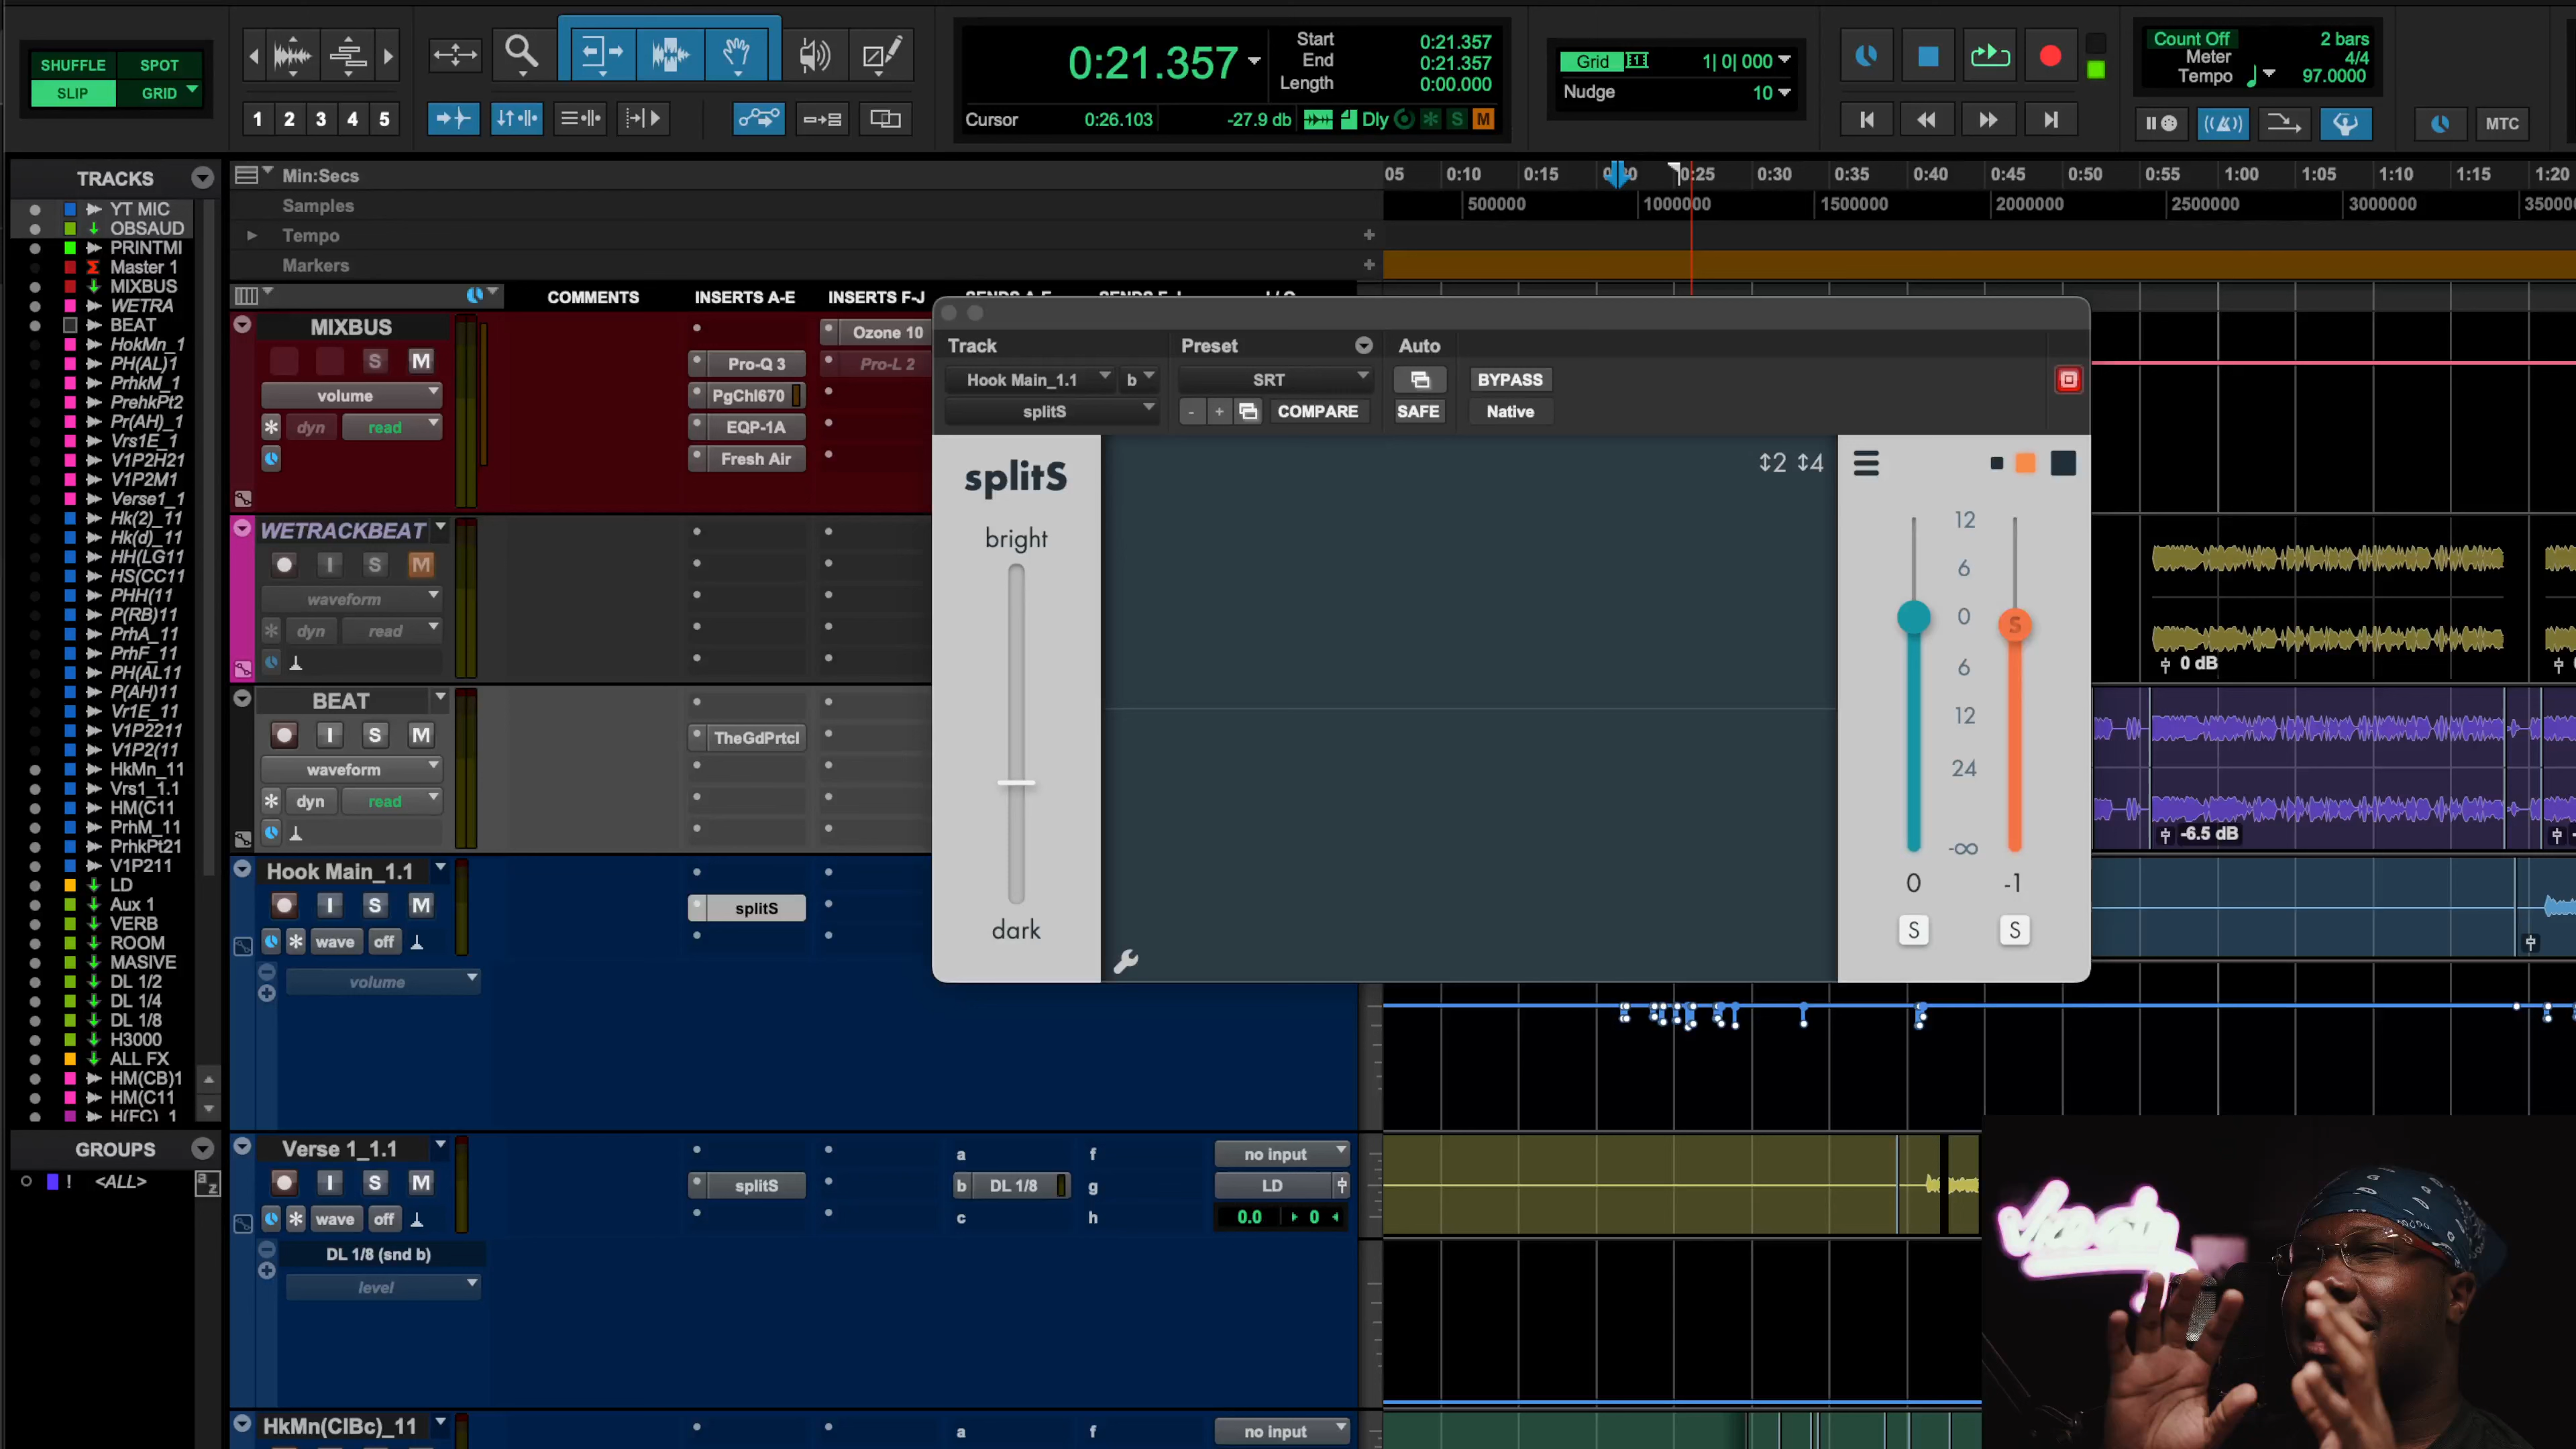 SHUFFLE SPOT
SLIP GRID
1 2 3 4 5
0:21.357
Start 0:21.357
End 0:21.357
Length 0:00.000
Cursor 0:26.103 -27.9 db Dly S M
Grid 1| 0| 000
Nudge 10
Count Off 2 bars
Meter 4/4
Tempo 97.0000
MTC
TRACKS
YT MIC
OBSAUD
PRINTMI
Master 1
MIXBUS
WETRA
BEAT
HokMn_1
PH(AL)1
PrhkM_1
PrehkPt2
Pr(AH)_1
Vrs1E_1
V1P2H21
V1P2M1
Verse1_1
Hk(2)_11
Hk(d)_11
HH(LG11
HS(CC11
PHH(11
P(RB)11
PrhA_11
PrhF_11
PH(AL11
P(AH)11
Vr1E_11
V1P2211
V1P2(11
HkMn_11
Vrs1_1.1
HM(C11
PrhM_11
PrhkPt21
V1P211
LD
Aux 1
VERB
ROOM
MASIVE
DL 1/2
DL 1/4
DL 1/8
H3000
ALL FX
HM(CB)1
HM(C11
H(FC)_1
GROUPS
! <ALL> a z
Min:Secs
Samples
Tempo
Markers
05 0:10 0:15 0:20 0:25 0:30 0:35 0:40 0:45 0:50 0:55 1:00 1:05 1:10 1:15 1:20
500000 1000000 1500000 2000000 2500000 3000000 350000
COMMENTS INSERTS A-E INSERTS F-J SENDS A-E SENDS F-J I / O
MIXBUS
S M
volume
dyn read
Pro-Q 3
PgChl670
EQP-1A
Fresh Air
Ozone 10
Pro-L 2
WETRACKBEAT
I S M
waveform
dyn read
BEAT
I S M
waveform
dyn read
TheGdPrtcl
Hook Main_1.1
I S M
wave off
volume
splitS
Verse 1_1.1
I S M
wave off
DL 1/8 (snd b)
level
splitS
a f
b DL 1/8 g
c h
no input
LD
0.0 0
HkMn(ClBc)_11
a f
no input
Track Preset Auto
Hook Main_1.1 b SRT BYPASS
splitS - + COMPARE SAFE Native
splitS
bright
dark
2 4
12
6
0
S
6
12
24
-∞
0 -1
S S
0 dB
-6.5 dB